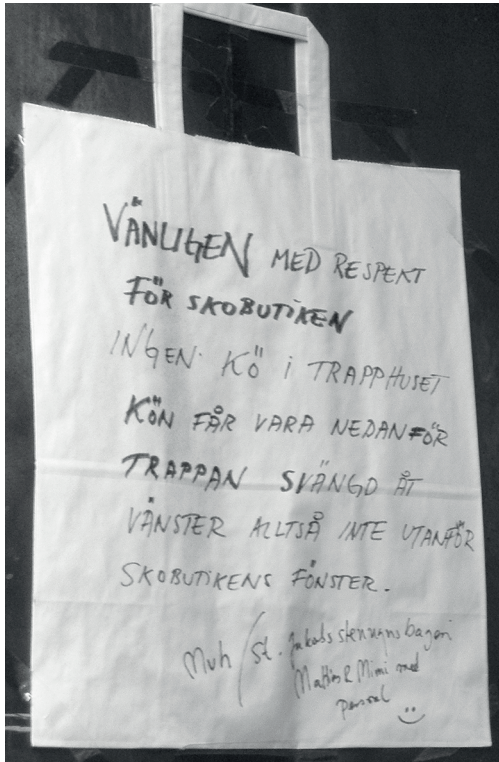 VÄNLIGEN MED RESPEKT
FÖR SKOBUTIKEN
INGEN KÖ I TRAPPHUSET
KÖN FÅR VARA NEDANFÖR
TRAPPAN SVÄNGD ÅT
VÄNSTER ALLTSÅ INTE UTANFÖR
SKOBUTIKENS FÖNSTER.
Mvh / St. Jakobs stenugnsbageri
Mattias & Mimi med
personal